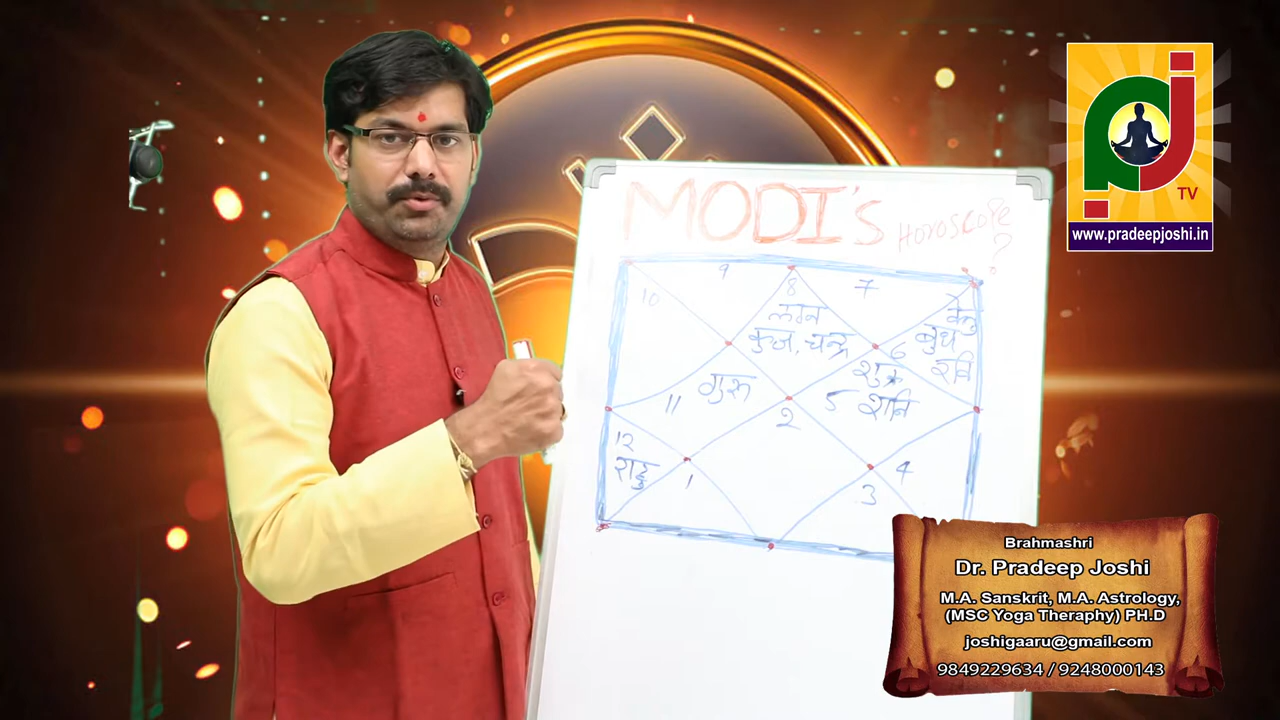 MODI's HOROSCOPE ?
9 8 7
10
लग्न
केतु
कुज, चन्द्र
6 बुध
रवि
शुक्र
गुरु
11
5 शनि
2
12
राहु
1
4
3
TV
www.pradeepjoshi.in
Brahmashri
Dr. Pradeep Joshi
M.A. Sanskrit, M.A. Astrology,
(MSC Yoga Theraphy) PH.D
joshigaaru@gmail.com
9849229634 / 9248000143